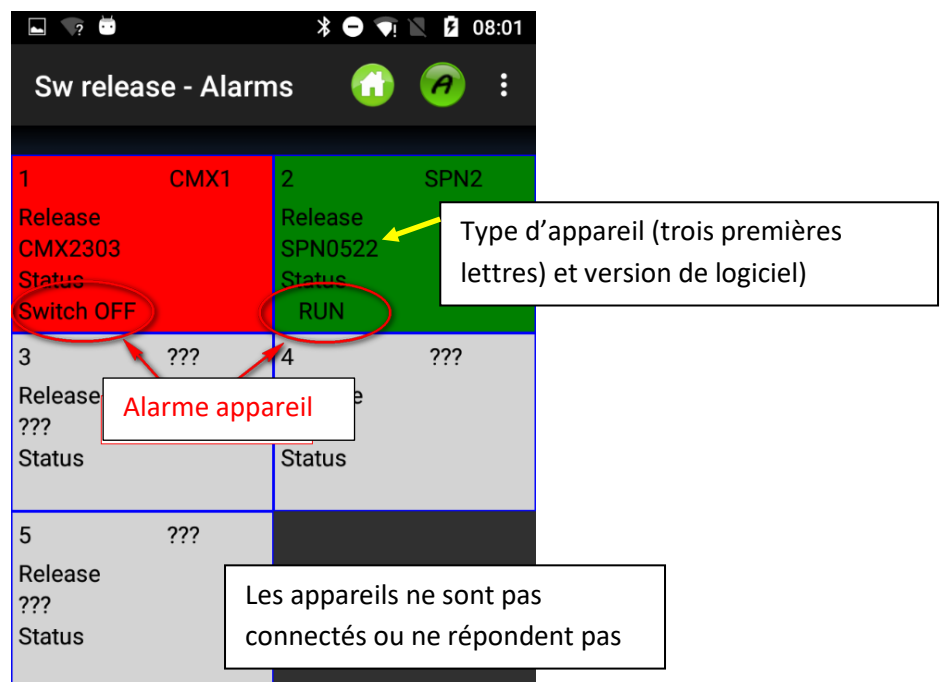 08:01
Sw release - Alarms
1 CMX1
Release
CMX2303
Status
Switch OFF
2 SPN2
Release
SPN0522
Status
RUN
Type d’appareil (trois premières
lettres) et version de logiciel)
3 ???
Release
???
Status
4 ???
Status
Alarme appareil
5 ???
Release
???
Status
Les appareils ne sont pas
connectés ou ne répondent pas